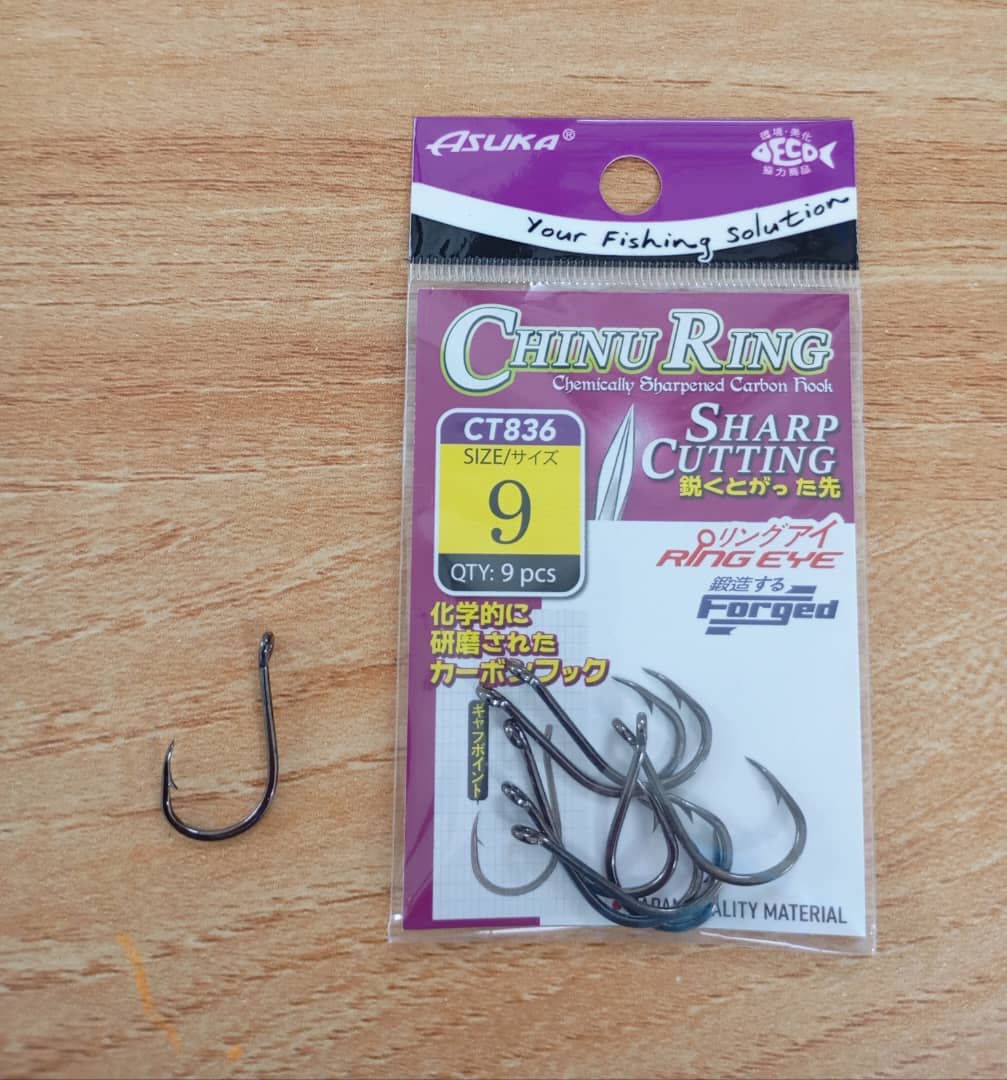 ASUKA®
環境・美化
ECO
協力商品
Your Fishing Solution
CHINU RING
Chemically Sharpened Carbon Hook
CT836
SIZE/サイズ
9
QTY: 9 pcs
SHARP
CUTTING
鋭くとがった先
リングアイ
RING EYE
鍛造する
Forged
化学的に
研磨された
カーボンフック
ギャフポイント
MATERIAL